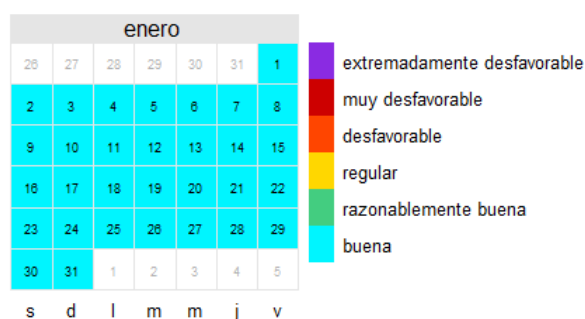 enero
26 27 28 29 30 31 1
2 3 4 5 6 7 8
9 10 11 12 13 14 15
16 17 18 19 20 21 22
23 24 25 26 27 28 29
30 31 1 2 3 4 5
s d l m m j v
extremadamente desfavorable
muy desfavorable
desfavorable
regular
razonablemente buena
buena